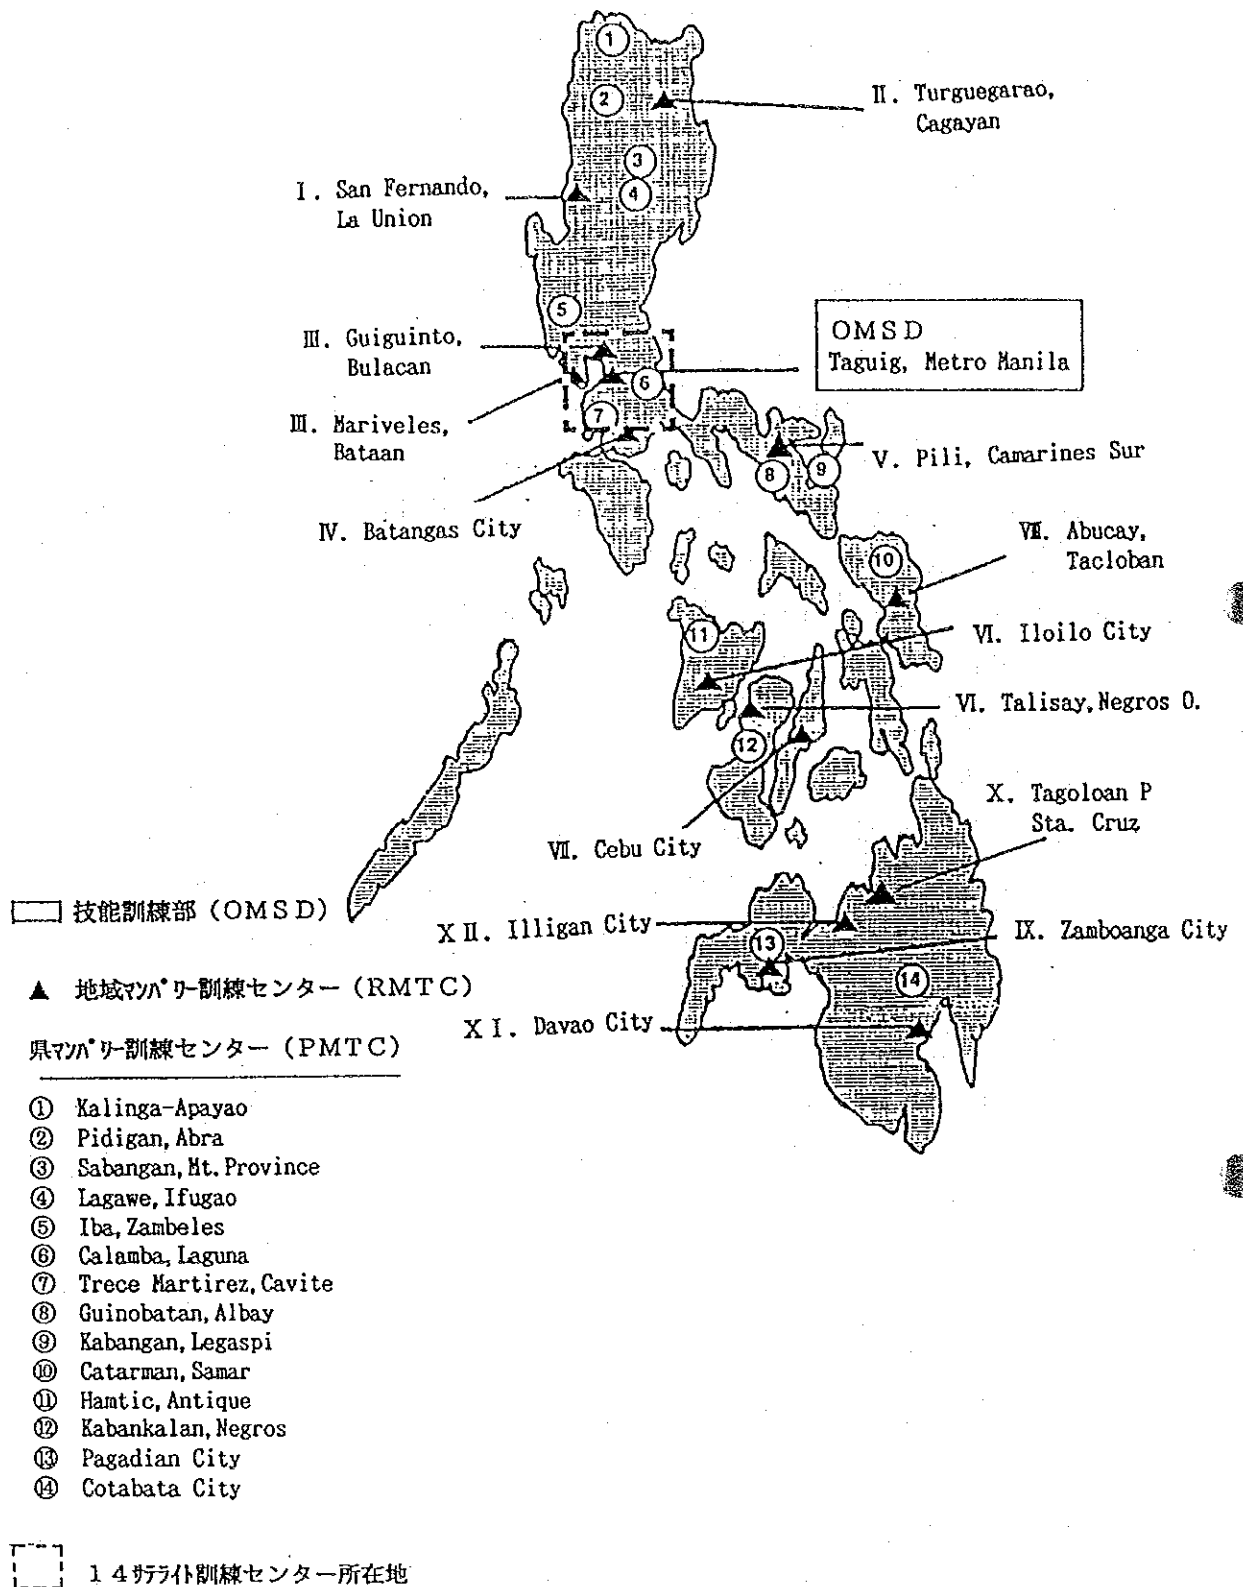 ①
②
II. Turguegarao,
Cagayan
③
④
I. San Fernando,
La Union
⑤
III. Guiguinto,
Bulacan
OMSD
Taguig, Metro Manila
⑥
⑦
III. Mariveles,
Bataan
⑧
⑨
V. Pili, Camarines Sur
IV. Batangas City
⑩
VIII. Abucay,
Tacloban
⑪
VI. Iloilo City
VI. Talisay, Negros O.
⑫
X. Tagoloan P
Sta. Cruz
VII. Cebu City
技能訓練部 (OMSD)
XII. Illigan City
⑬
IX. Zamboanga City
⑭
▲ 地域マンパワー訓練センター (RMTC)
XI. Davao City
県マンパワー訓練センター (PMTC)
① Kalinga-Apayao
② Pidigan, Abra
③ Sabangan, Mt. Province
④ Lagawe, Ifugao
⑤ Iba, Zambeles
⑥ Calamba, Laguna
⑦ Trece Martirez, Cavite
⑧ Guinobatan, Albay
⑨ Kabangan, Legaspi
⑩ Catarman, Samar
⑪ Hamtic, Antique
⑫ Kabankalan, Negros
⑬ Pagadian City
⑭ Cotabata City
14サテライト訓練センター所在地